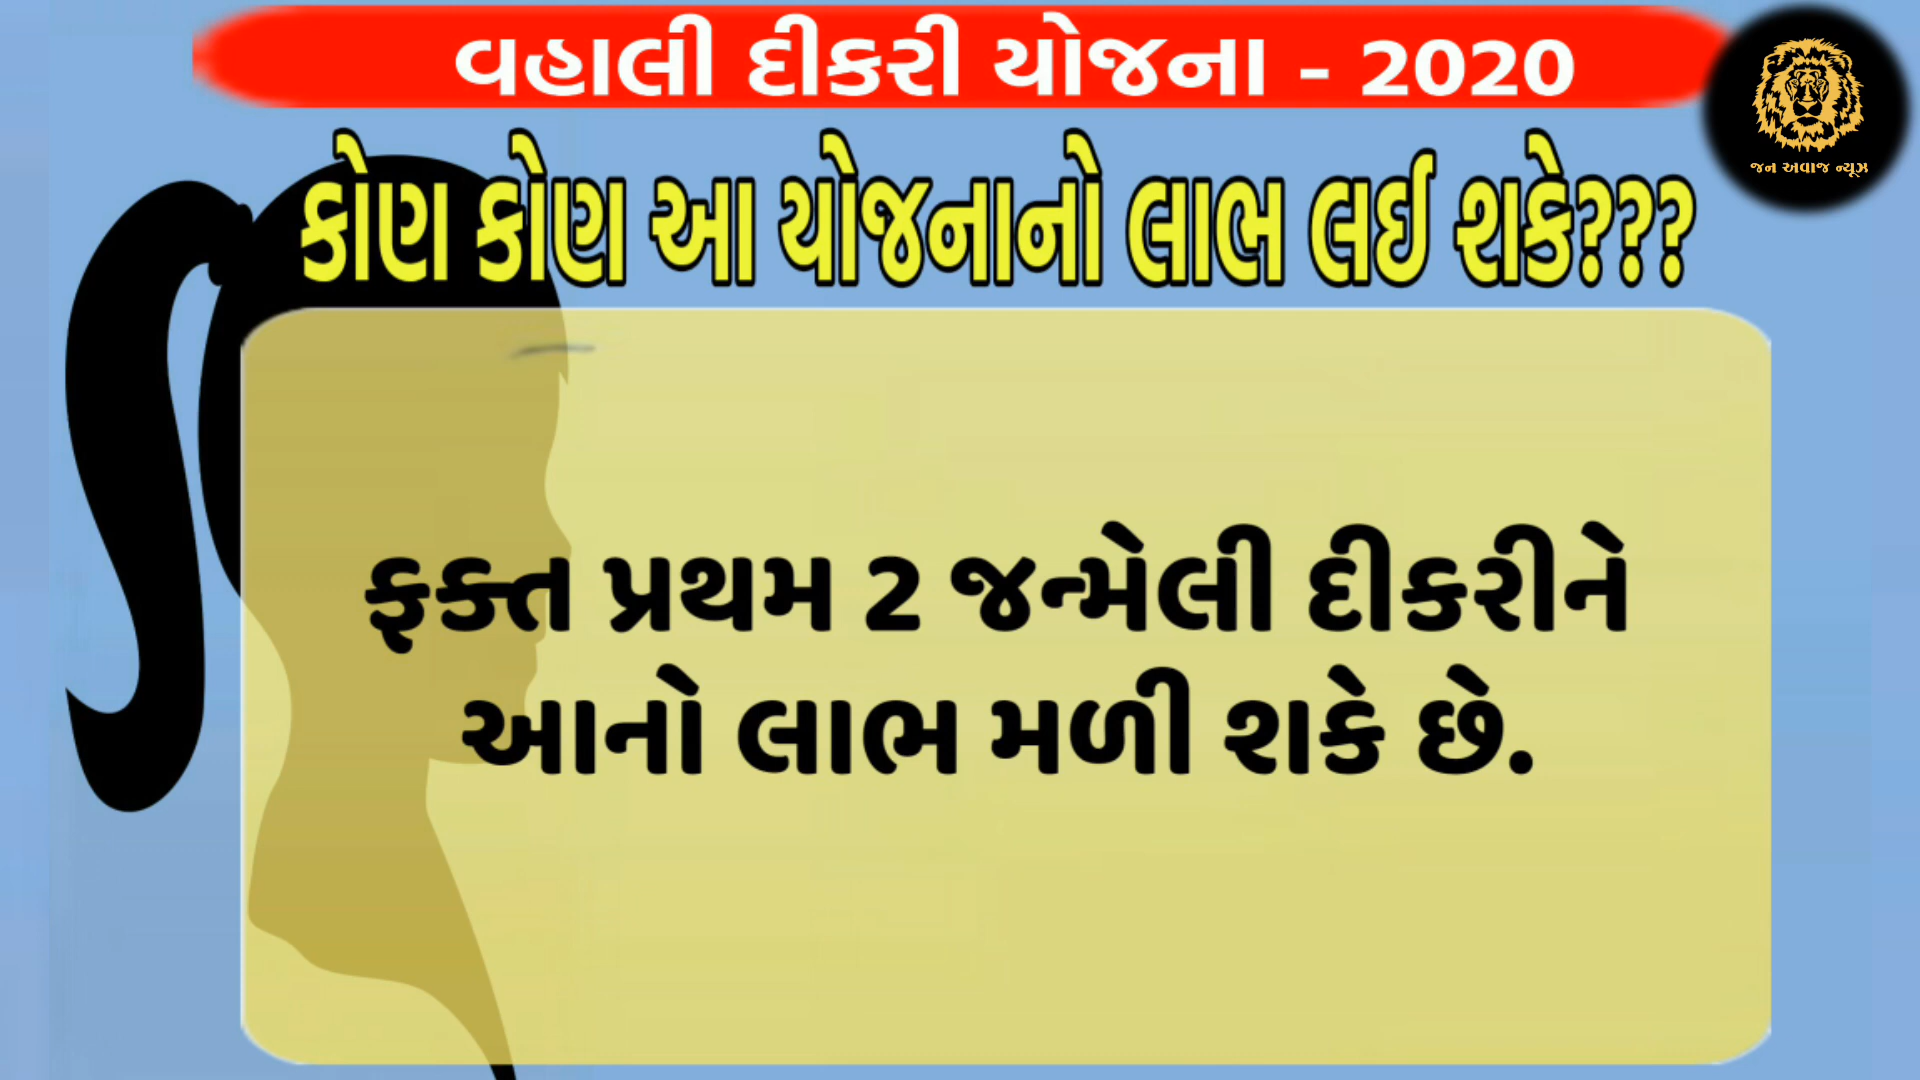 વહાલી દીકરી યોજના - 2020
જન અવાજ ન્યૂઝ
કોણ કોણ આ યોજનાનો લાભ લઈ શકે???
ફક્ત પ્રથમ 2 જન્મેલી દીકરીને
આનો લાભ મળી શકે છે.